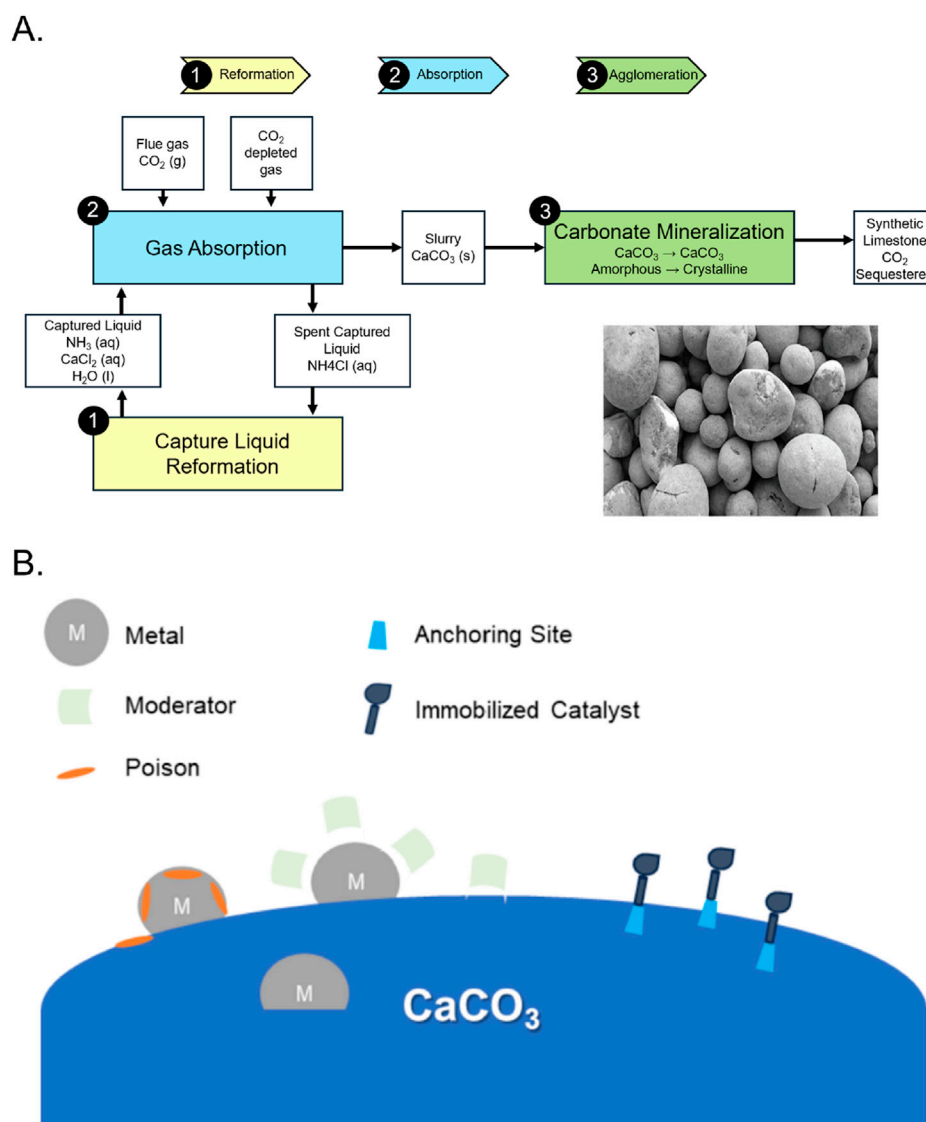 A.
1 Reformation
2 Absorption
3 Agglomeration
Flue gas
CO₂ (g)
CO₂
depleted
gas
2
Gas Absorption
Slurry
CaCO₃ (s)
3
Carbonate Mineralization
CaCO₃ → CaCO₃
Amorphous → Crystalline
Synthetic
Limestone
CO₂
Sequestere
Captured Liquid
NH₃ (aq)
CaCl₂ (aq)
H₂O (l)
Spent Captured
Liquid
NH4Cl (aq)
1
Capture Liquid
Reformation
B.
M Metal
Moderator
Poison
Anchoring Site
Immobilized Catalyst
M
M
M
CaCO₃